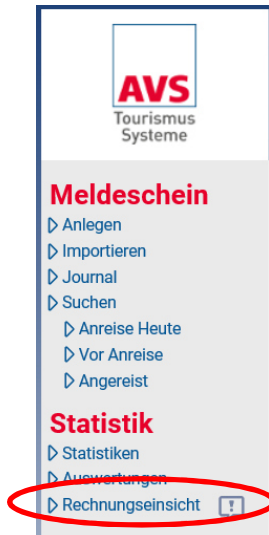 AVS
Tourismus
Systeme
Meldeschein
Anlegen
Importieren
Journal
Suchen
Anreise Heute
Vor Anreise
Angereist
Statistik
Statistiken
Auswertungen
Rechnungseinsicht